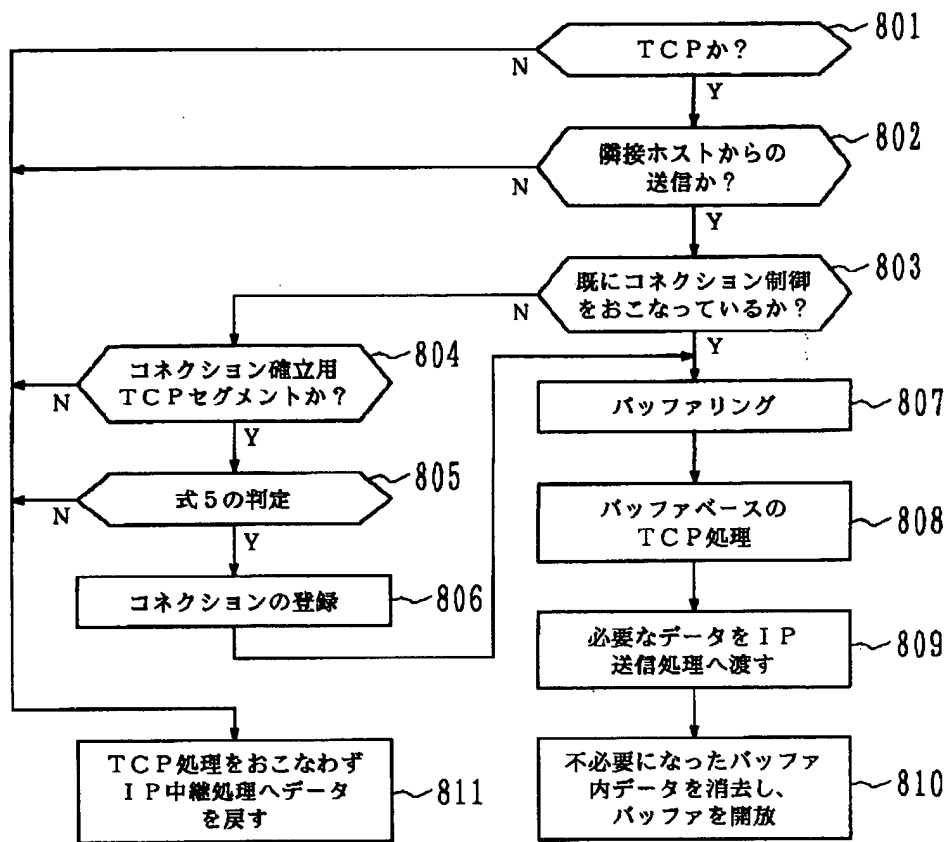 ＴＣＰか？
801
N
Y
隣接ホストからの
送信か？
802
N
Y
既にコネクション制御
をおこなっているか？
803
N
Y
コネクション確立用
ＴＣＰセグメントか？
804
N
Y
式５の判定
805
N
Y
コネクションの登録
806
バッファリング
807
バッファベースの
ＴＣＰ処理
808
必要なデータをＩＰ
送信処理へ渡す
809
不必要になったバッファ
内データを消去し、
バッファを開放
810
ＴＣＰ処理をおこなわず
ＩＰ中継処理へデータ
を戻す
811